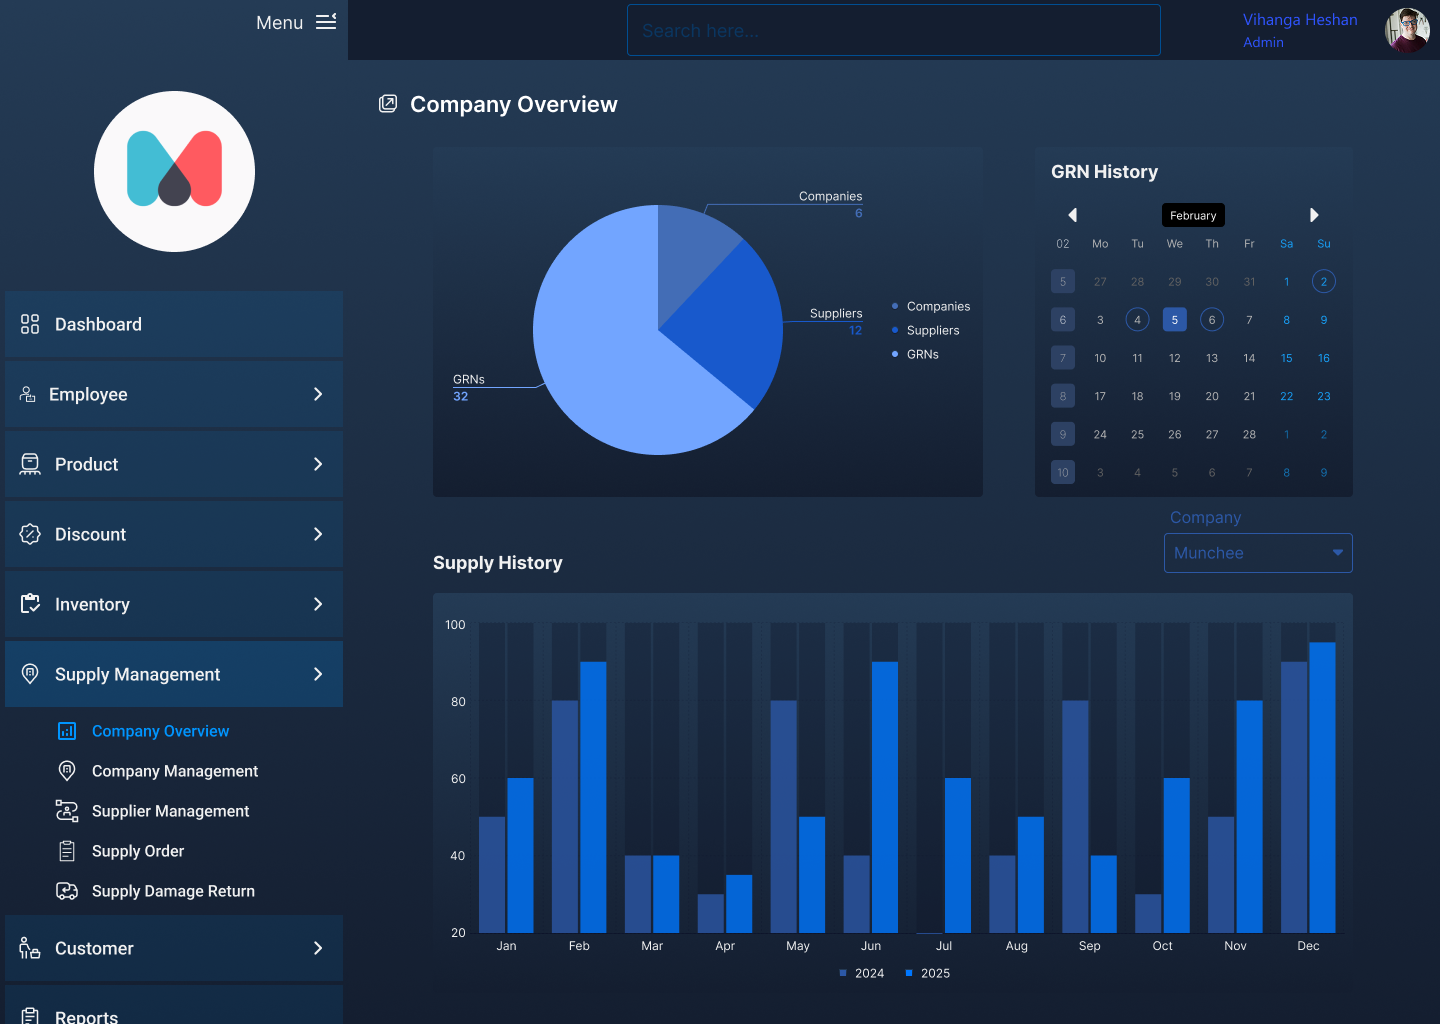 Menu
Search here...
Vihanga Heshan
Admin
Company Overview
Companies
6
Suppliers
12
GRNs
32
Companies
Suppliers
GRNs
GRN History
February
02 Mo Tu We Th Fr Sa Su
5 27 28 29 30 31 1 2
6 3 4 5 6 7 8 9
7 10 11 12 13 14 15 16
8 17 18 19 20 21 22 23
9 24 25 26 27 28 1 2
10 3 4 5 6 7 8 9
Dashboard
Employee
Product
Discount
Inventory
Supply Management
Company Overview
Company Management
Supplier Management
Supply Order
Supply Damage Return
Customer
Reports
Company
Munchee
Supply History
100
80
60
40
20
Jan Feb Mar Apr May Jun Jul Aug Sep Oct Nov Dec
2024 2025